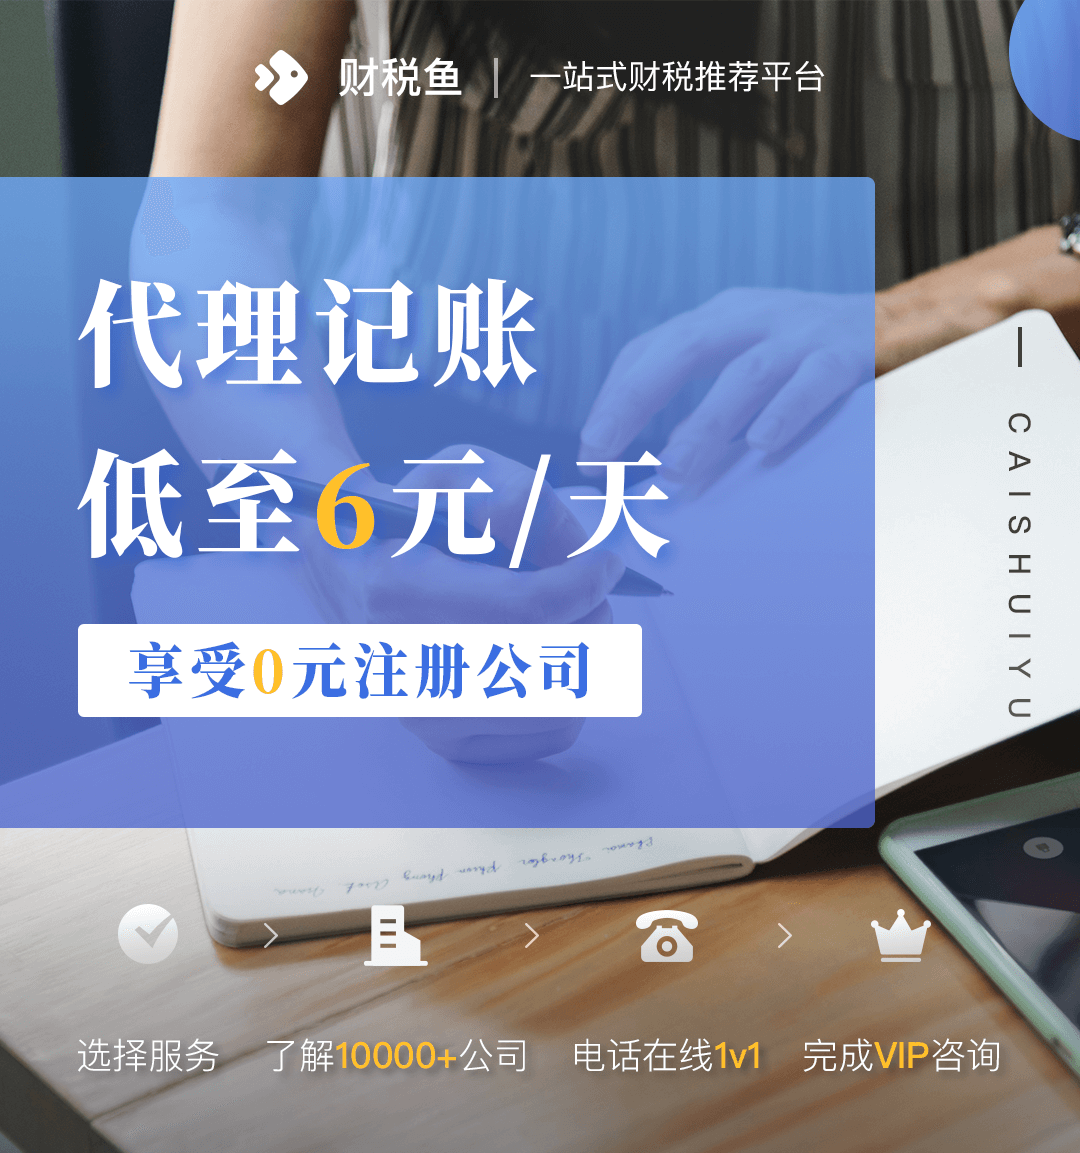 财税鱼 | 一站式财税推荐平台
代理记账
低至6元/天
享受0元注册公司
CAISHUIYU
选择服务
了解10000+公司
电话在线1v1
完成VIP咨询